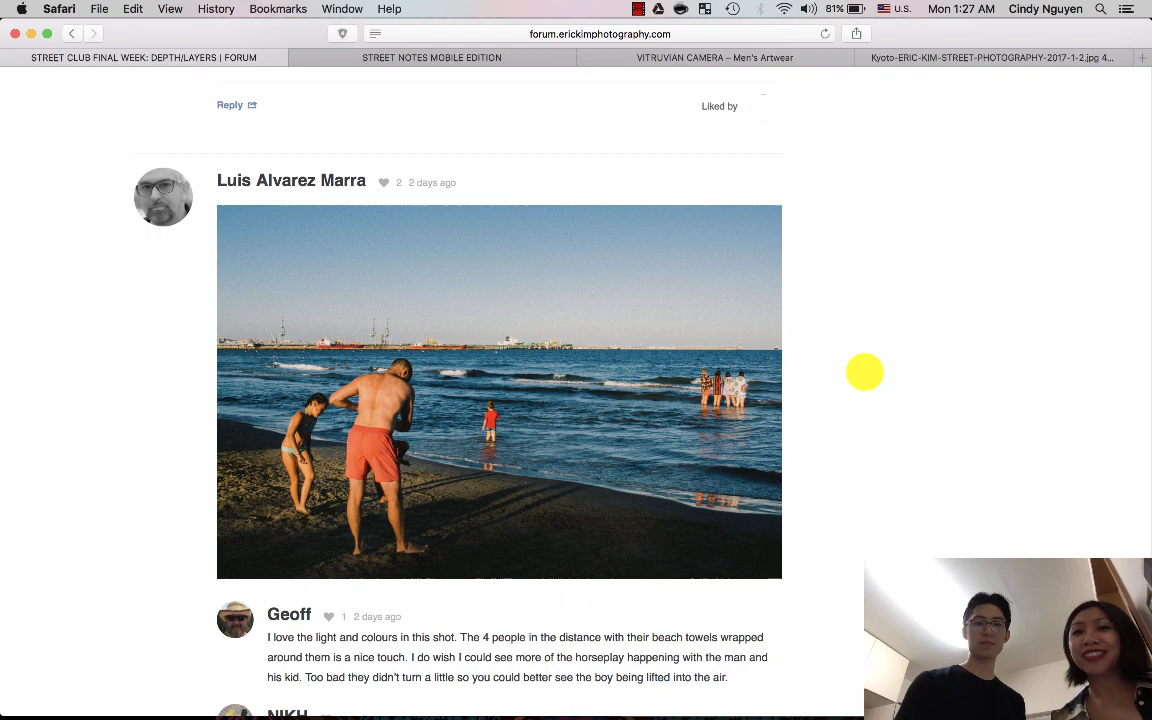 Safari File Edit View History Bookmarks Window Help 81% U.S. Mon 1:27 AM Cindy Nguyen
forum.erickimphotography.com
STREET CLUB FINAL WEEK: DEPTH/LAYERS | FORUM STREET NOTES MOBILE EDITION VITRUVIAN CAMERA – Men's Artwear Kyoto-ERIC-KIM-STREET-PHOTOGRAPHY-2017-1-2.jpg 4...
Reply Liked by
Luis Alvarez Marra 2 2 days ago
Geoff 1 2 days ago
I love the light and colours in this shot. The 4 people in the distance with their beach towels wrapped
around them is a nice touch. I do wish I could see more of the horseplay happening with the man and
his kid. Too bad they didn't turn a little so you could better see the boy being lifted into the air.
NIKH